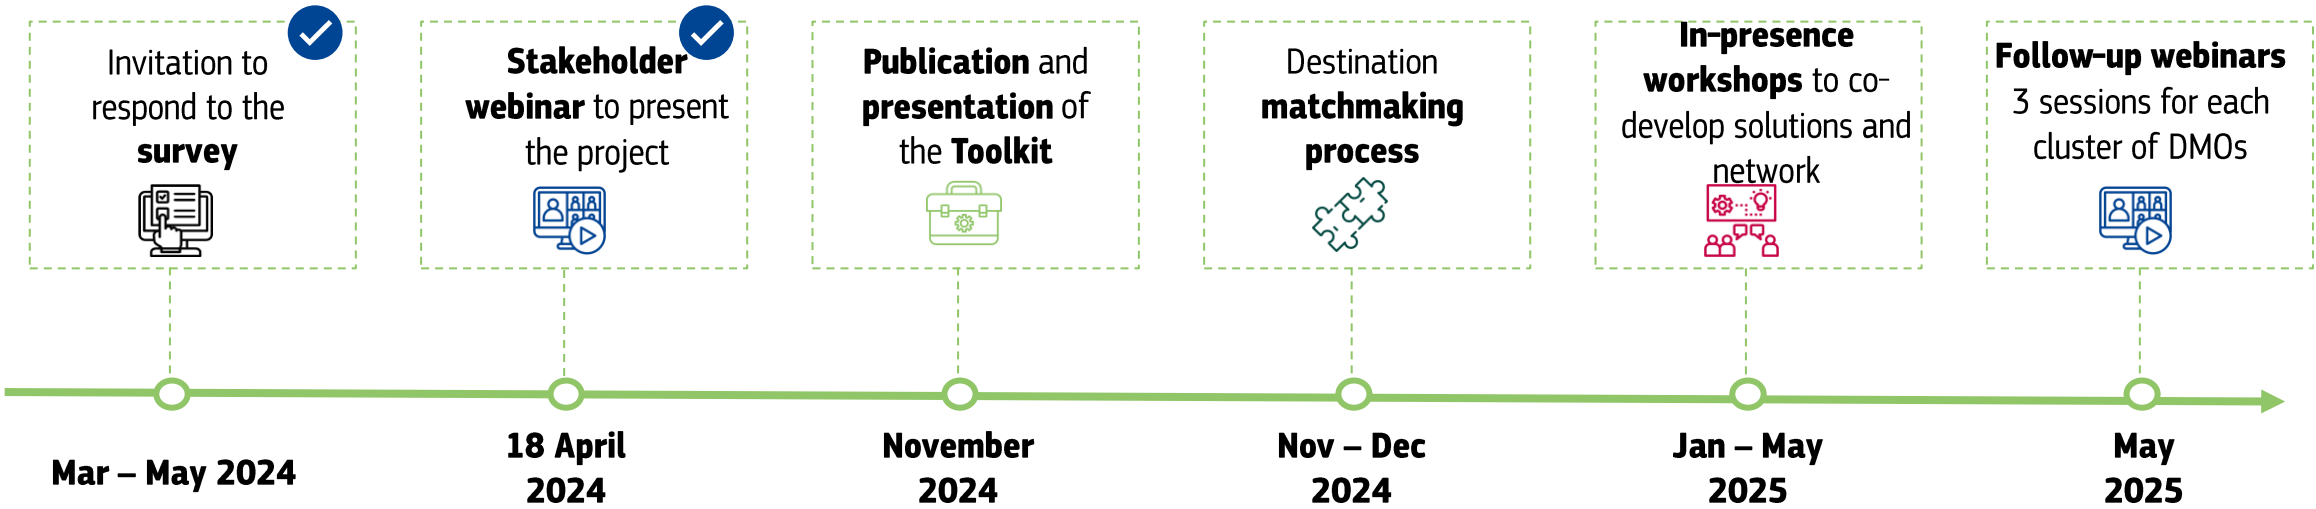 Invitation to
respond to the
survey
Stakeholder
webinar to present
the project
Publication and
presentation of
the Toolkit
Destination
matchmaking
process
In-presence
workshops to co-
develop solutions and
network
Follow-up webinars
3 sessions for each
cluster of DMOs
Mar – May 2024
18 April
2024
November
2024
Nov – Dec
2024
Jan – May
2025
May
2025